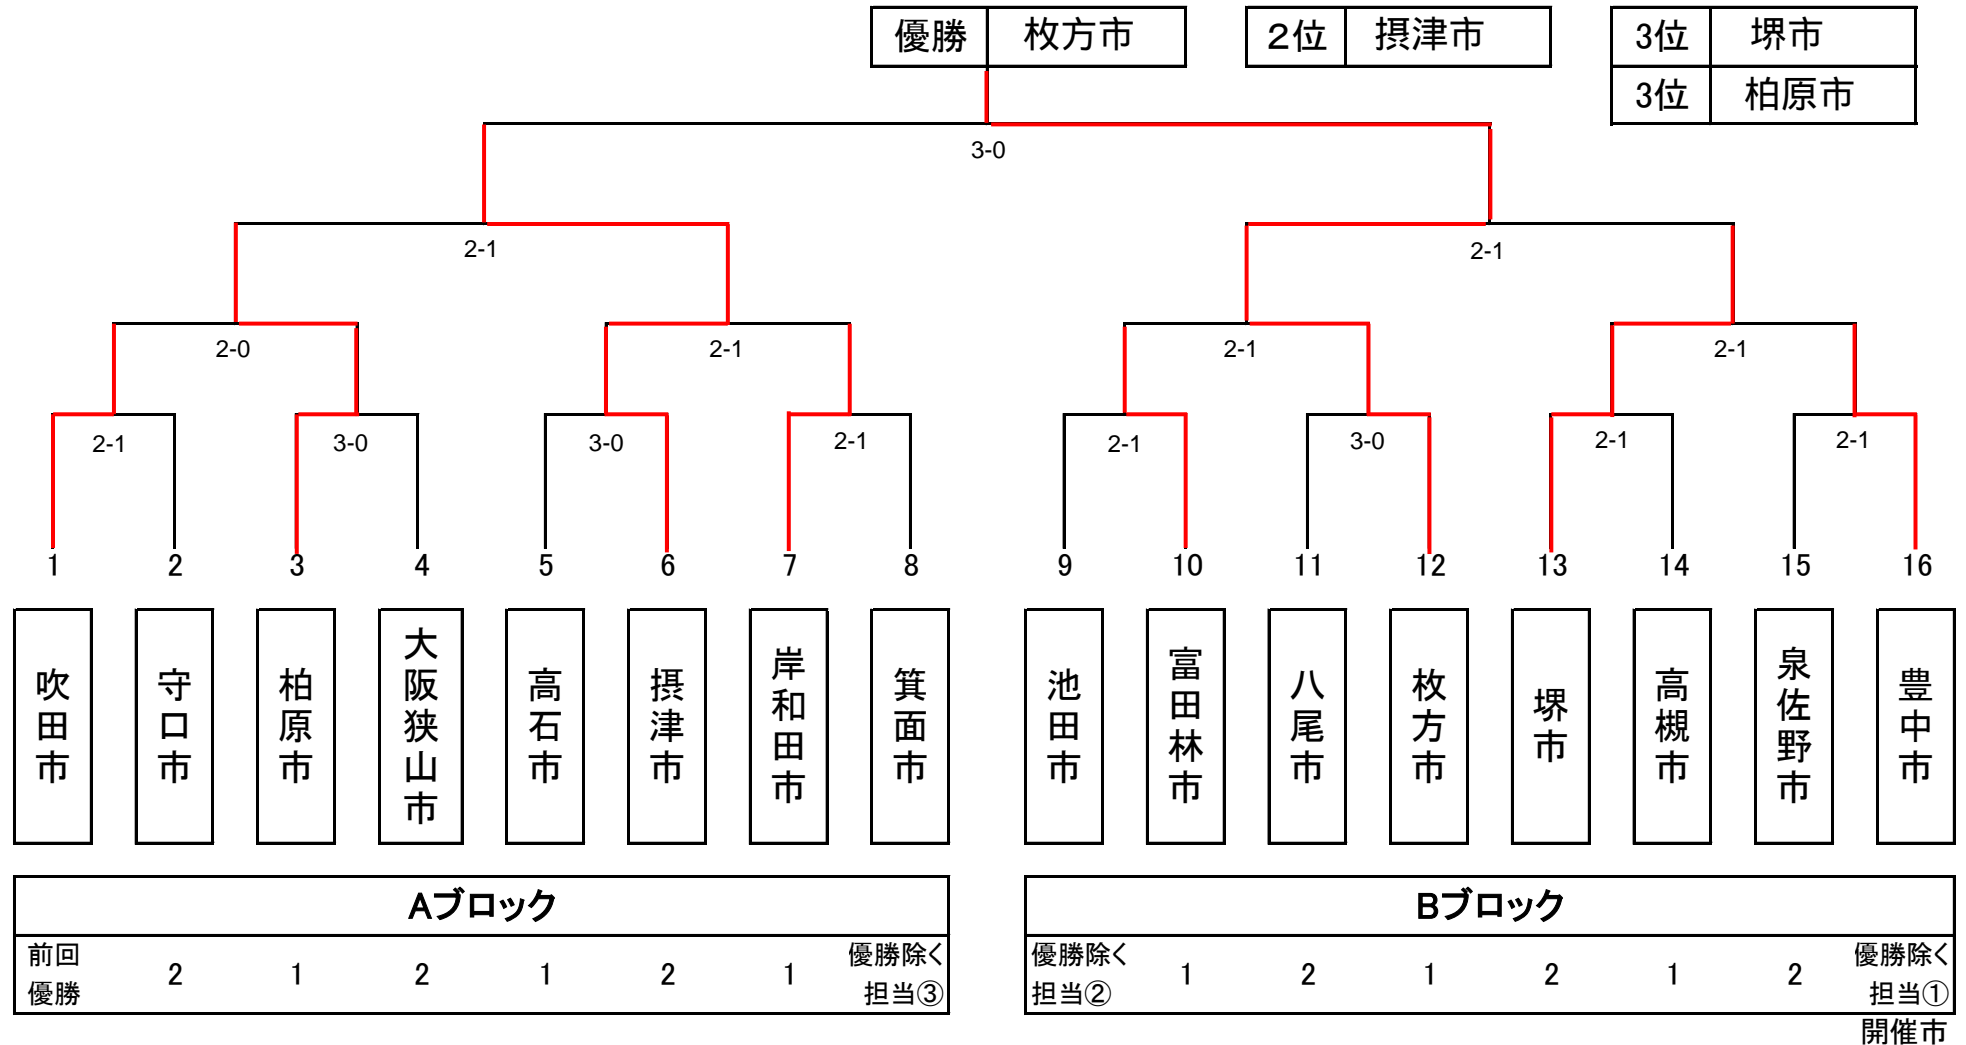 優勝 枚方市 ２位 摂津市 3位 堺市
3位 柏原市
3-0
2-1 2-1
2-0 2-1 2-1 2-1
2-1 3-0 3-0 2-1 2-1 3-0 2-1 2-1
1 2 3 4 5 6 7 8 9 10 11 12 13 14 15 16
吹田市
守口市
柏原市
大阪狭山市
高石市
摂津市
岸和田市
箕面市
池田市
富田林市
八尾市
枚方市
堺市
高槻市
泉佐野市
豊中市
Aブロック
前回
優勝
2 1 2 1 2 1
優勝除く
担当③
Bブロック
優勝除く
担当②
1 2 1 2 1 2
優勝除く
担当①
開催市